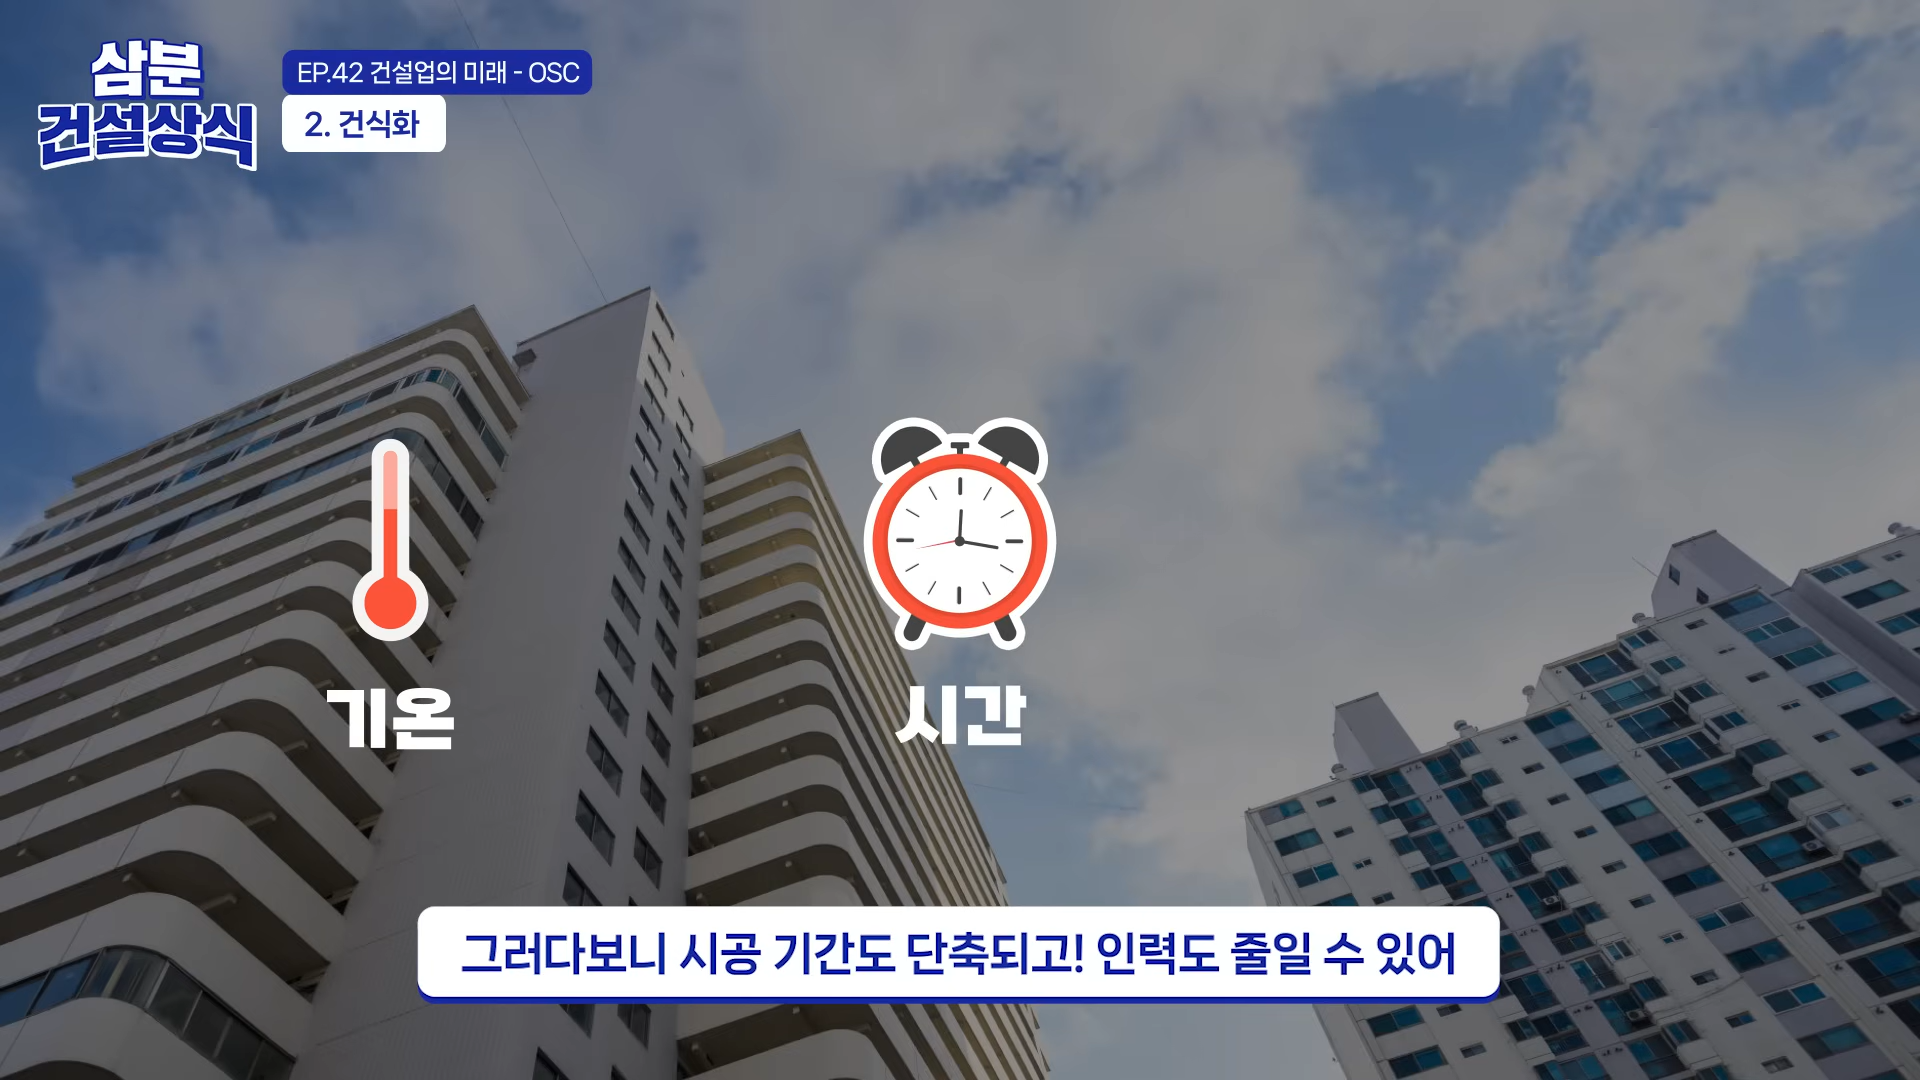 삼분
건설상식
EP.42 건설업의 미래 - OSC
2. 건식화
기온
시간
그러다보니 시공 기간도 단축되고! 인력도 줄일 수 있어